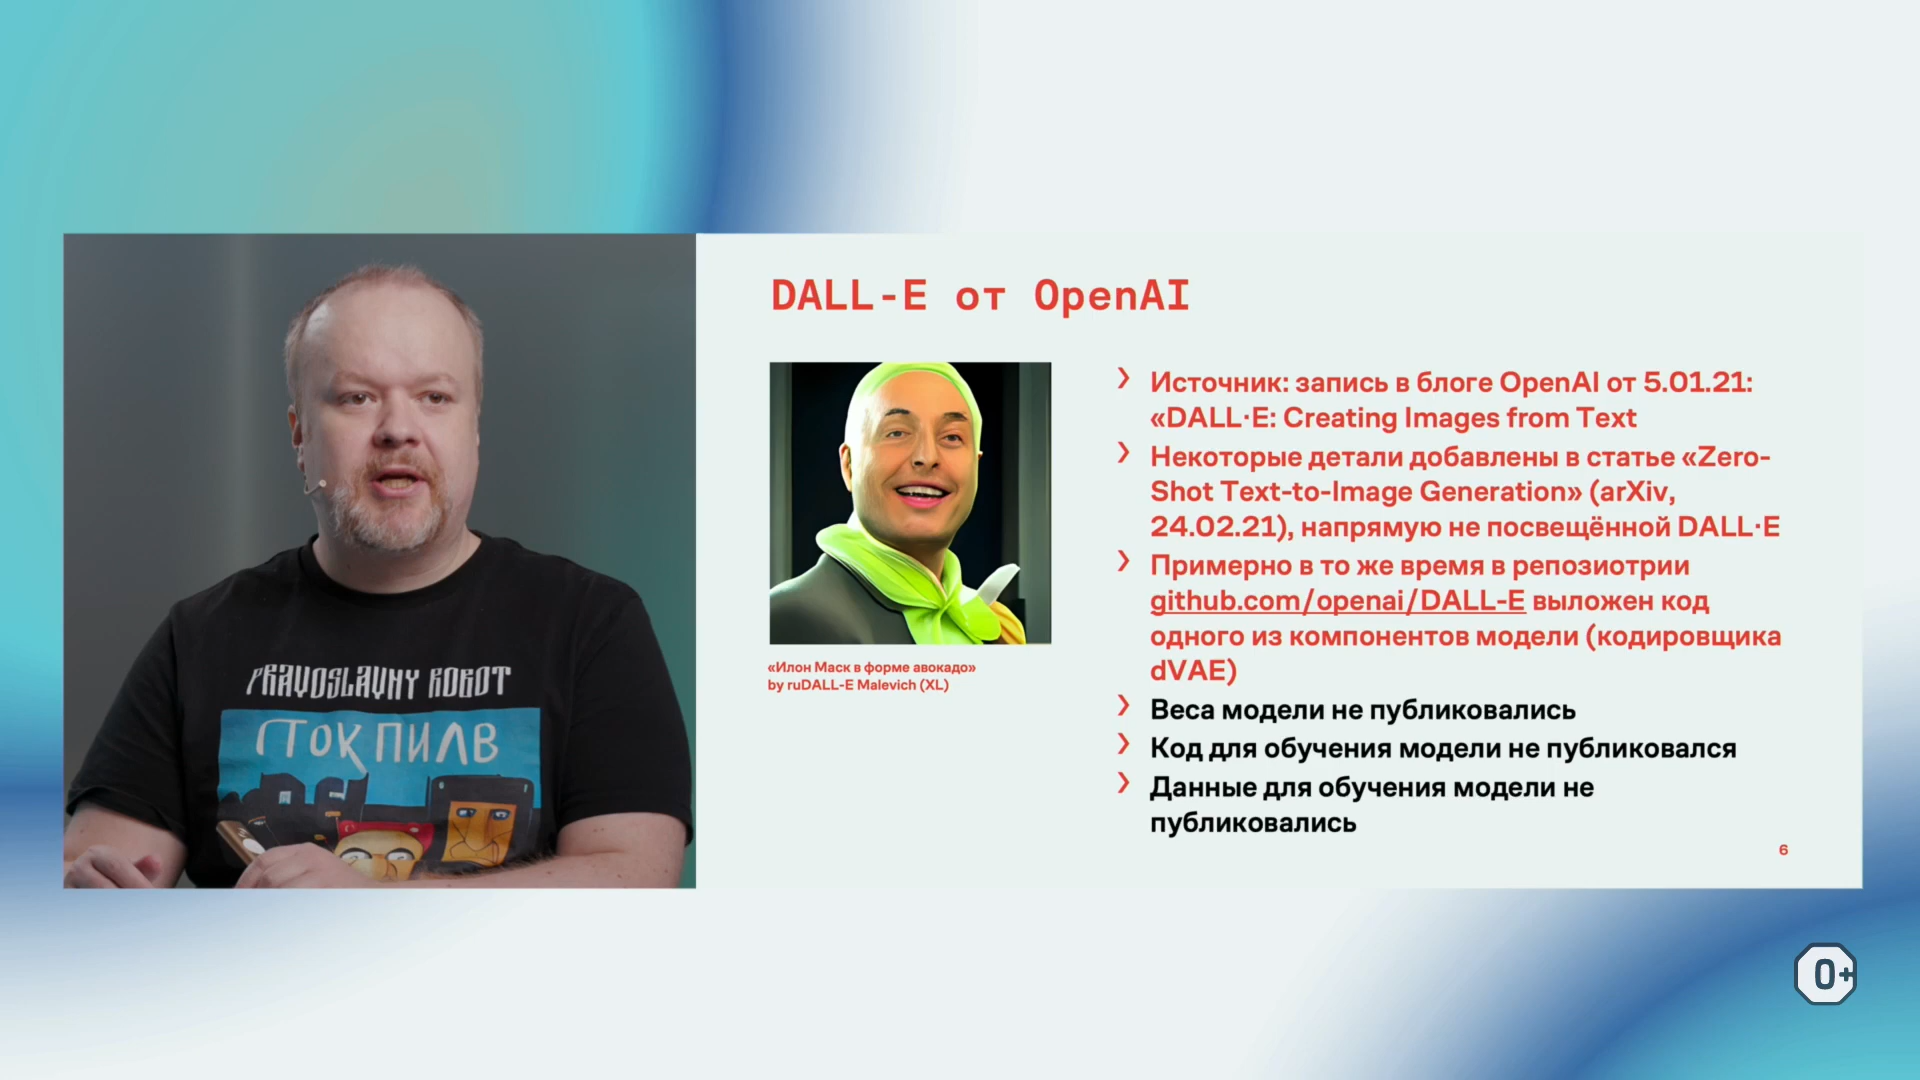 DALL-E от OpenAI
Источник: запись в блоге OpenAI от 5.01.21:
«DALL·E: Creating Images from Text
Некоторые детали добавлены в статье «Zero-
Shot Text-to-Image Generation» (arXiv,
24.02.21), напрямую не посвещённой DALL·E
Примерно в то же время в репозиотрии
github.com/openai/DALL-E выложен код
одного из компонентов модели (кодировщика
dVAE)
Веса модели не публиковались
Код для обучения модели не публиковался
Данные для обучения модели не
публиковались
«Илон Маск в форме авокадо»
by ruDALL-E Malevich (XL)
6
PRAVOSLAVNY ROBOT
ТОК ПИЛВ
0+